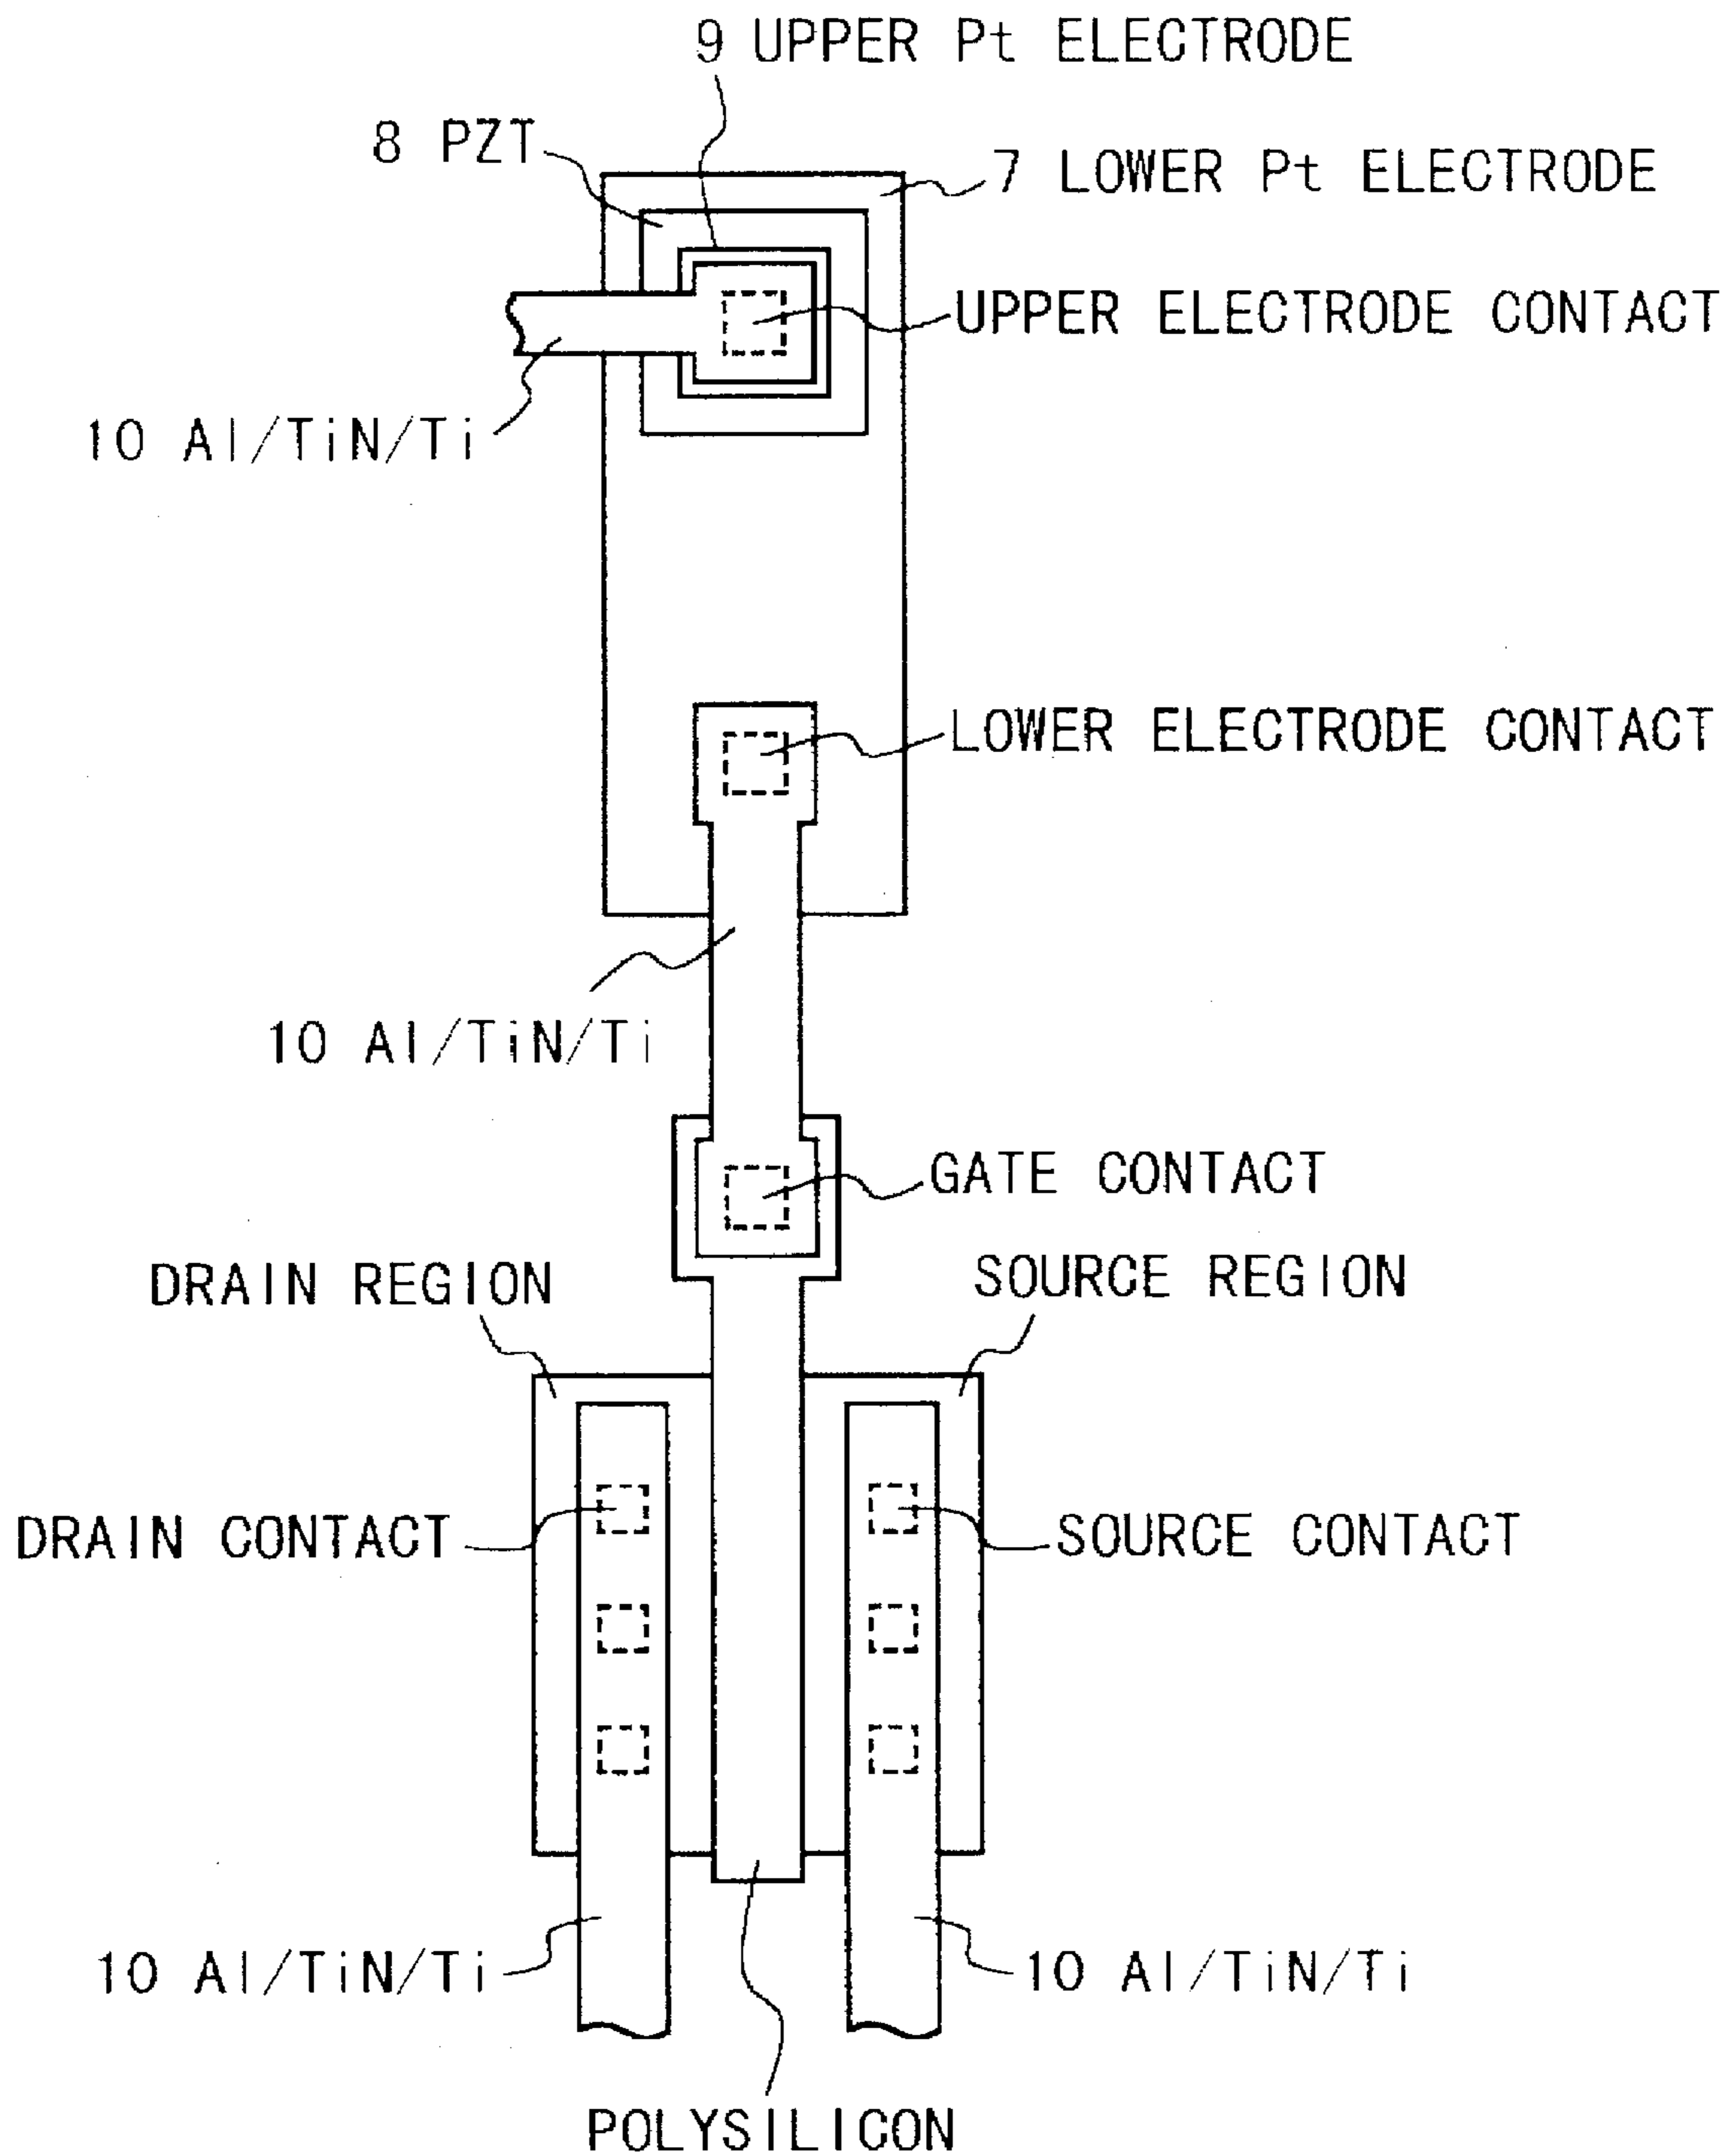 9 UPPER Pt ELECTRODE
8 PZT
7 LOWER Pt ELECTRODE
UPPER ELECTRODE CONTACT
10 Al/TiN/Ti
LOWER ELECTRODE CONTACT
10 Al/TiN/Ti
GATE CONTACT
DRAIN REGION
SOURCE REGION
DRAIN CONTACT
SOURCE CONTACT
10 Al/TiN/Ti
10 Al/TiN/Ti
POLYSILICON